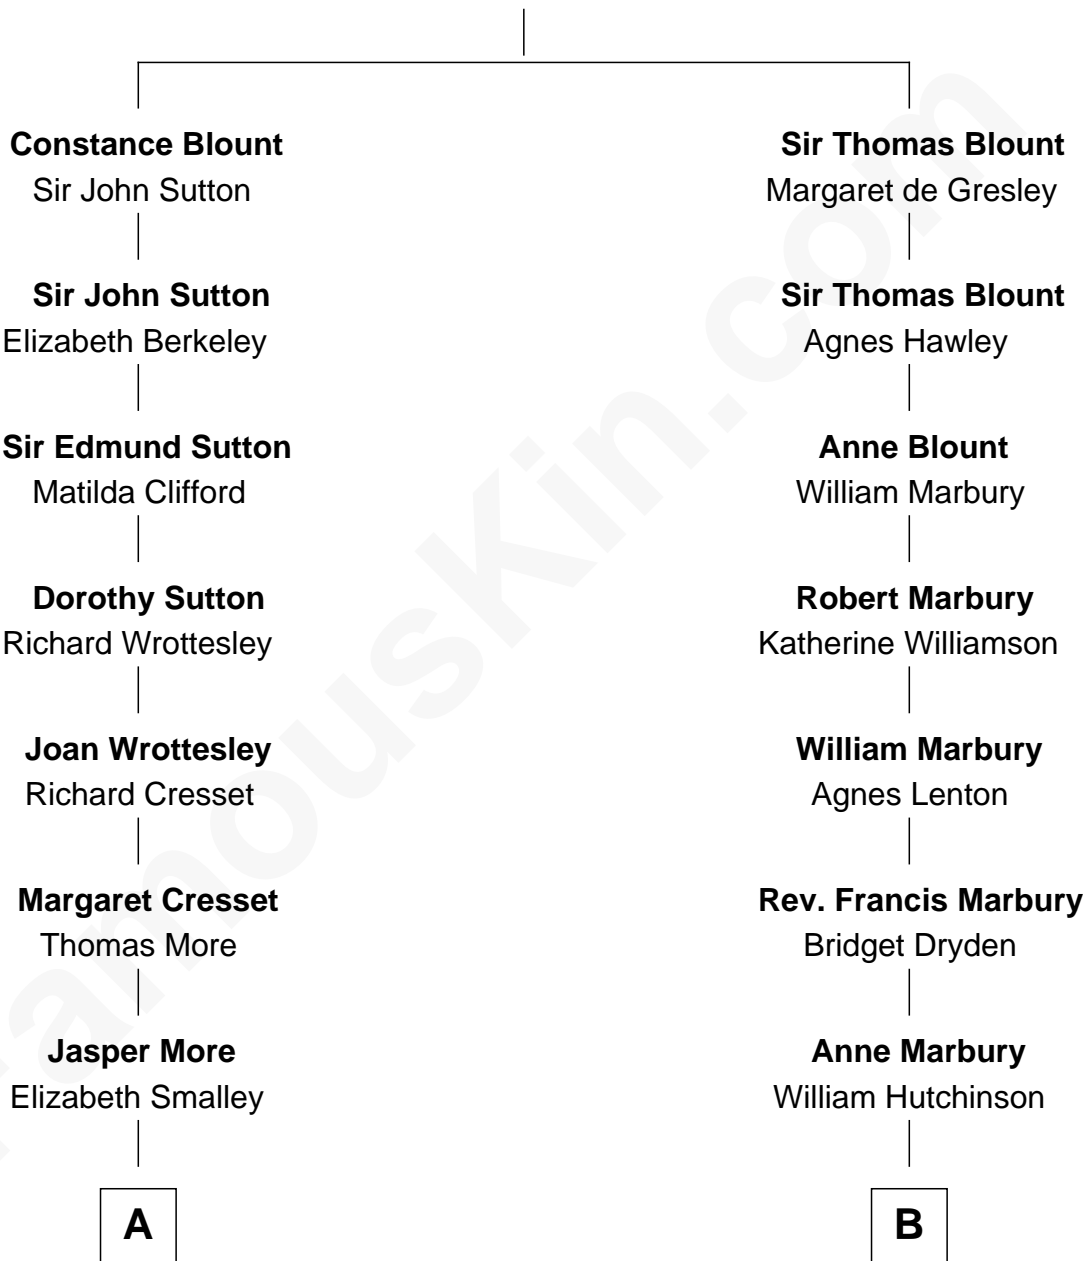 Constance Blount
Sir John Sutton
Sir John Sutton
Elizabeth Berkeley
Sir Edmund Sutton
Matilda Clifford
Dorothy Sutton
Richard Wrottesley
Joan Wrottesley
Richard Cresset
Margaret Cresset
Thomas More
Jasper More
Elizabeth Smalley
A
Sir Thomas Blount
Margaret de Gresley
Sir Thomas Blount
Agnes Hawley
Anne Blount
William Marbury
Robert Marbury
Katherine Williamson
William Marbury
Agnes Lenton
Rev. Francis Marbury
Bridget Dryden
Anne Marbury
William Hutchinson
B
FamousKin.com